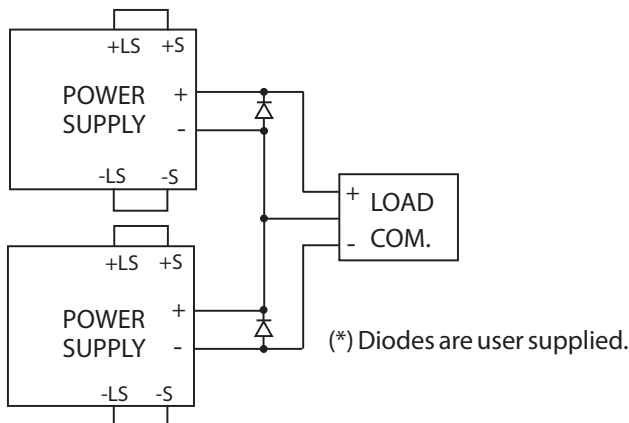 +LS +S
POWER +
SUPPLY -
-LS -S
+ LOAD
- COM.
+LS +S
POWER +
SUPPLY -
(*) Diodes are user supplied.
-LS -S